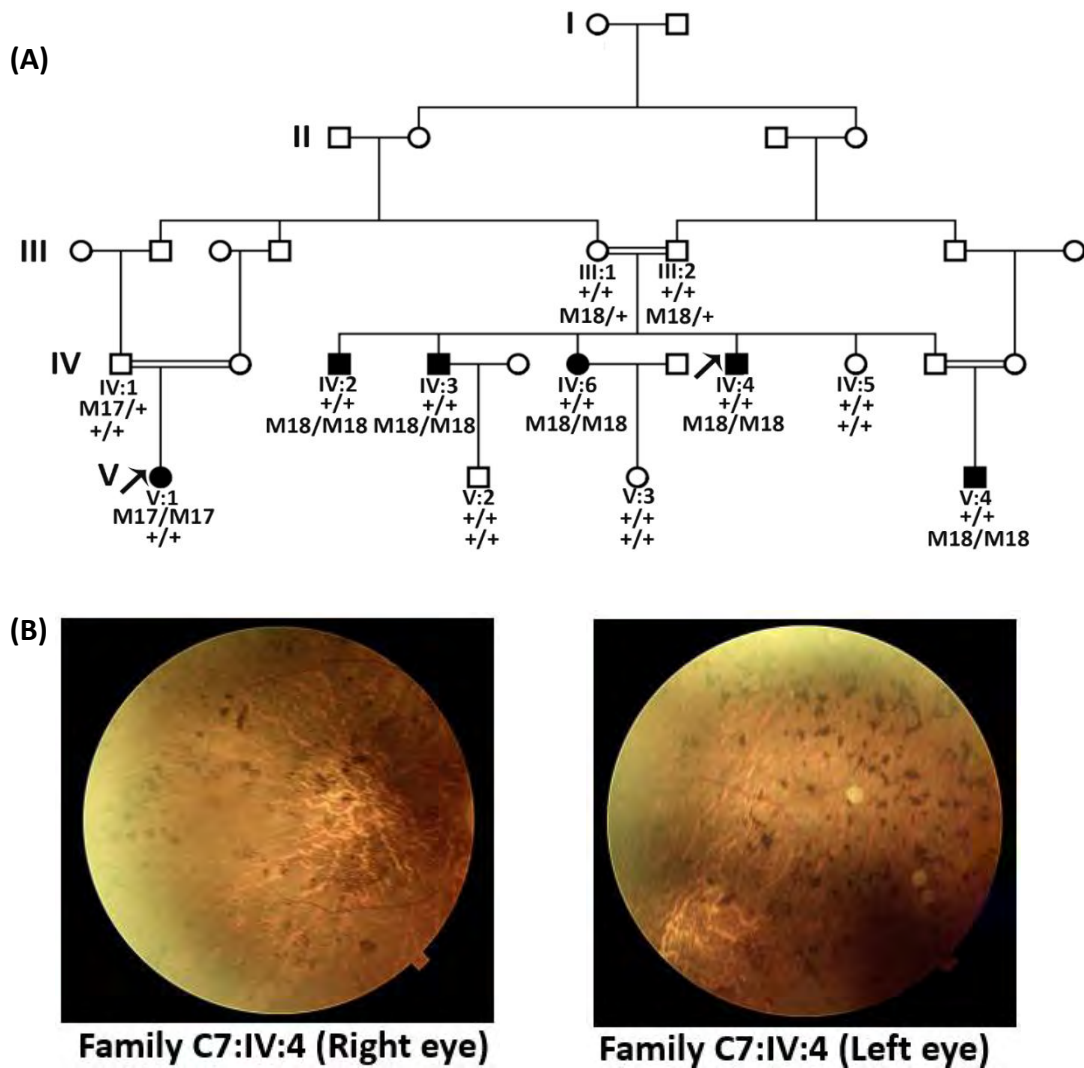 (A)
I
II
III
III:1 III:2
+/+ +/+
M18/+ M18/+
IV
IV:1 IV:2 IV:3 IV:6 IV:4 IV:5
M17/+ +/+ +/+ +/+ +/+ +/+
+/+ M18/M18 M18/M18 M18/M18 M18/M18 +/+
V
V:1 V:2 V:3 V:4
M17/M17 +/+ +/+ +/+
+/+ +/+ +/+ M18/M18
(B)
Family C7:IV:4 (Right eye) Family C7:IV:4 (Left eye)